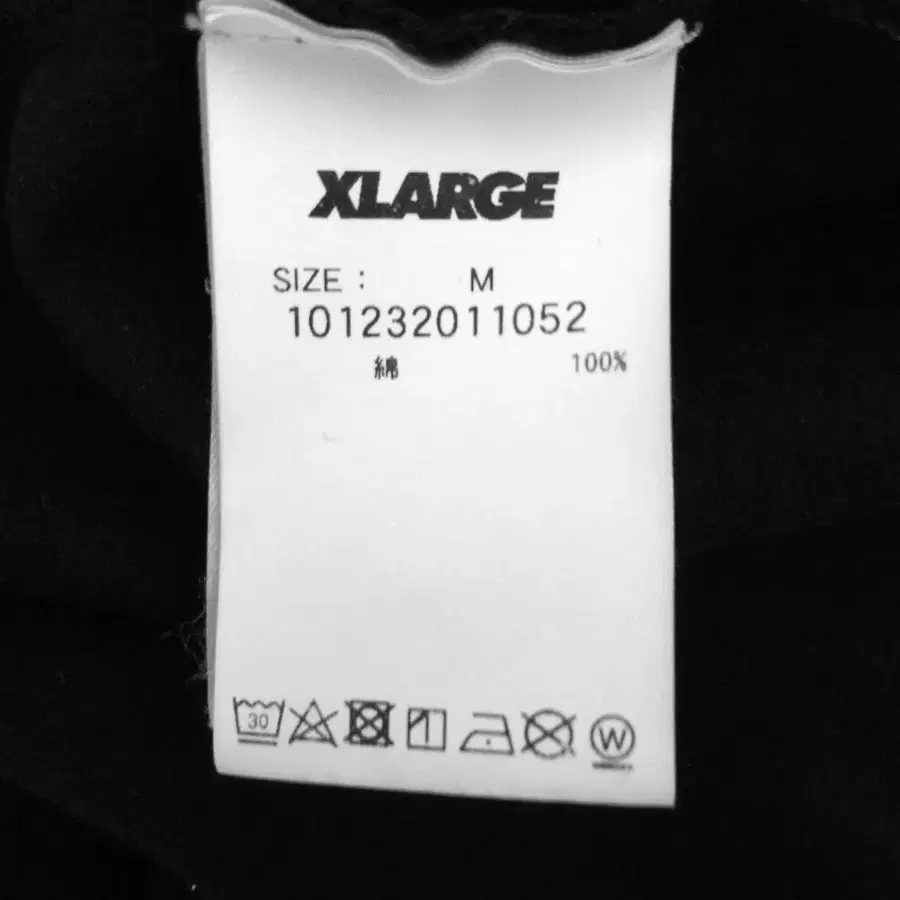 XLARGE
SIZE : M
101232011052
綿 100%
30
W